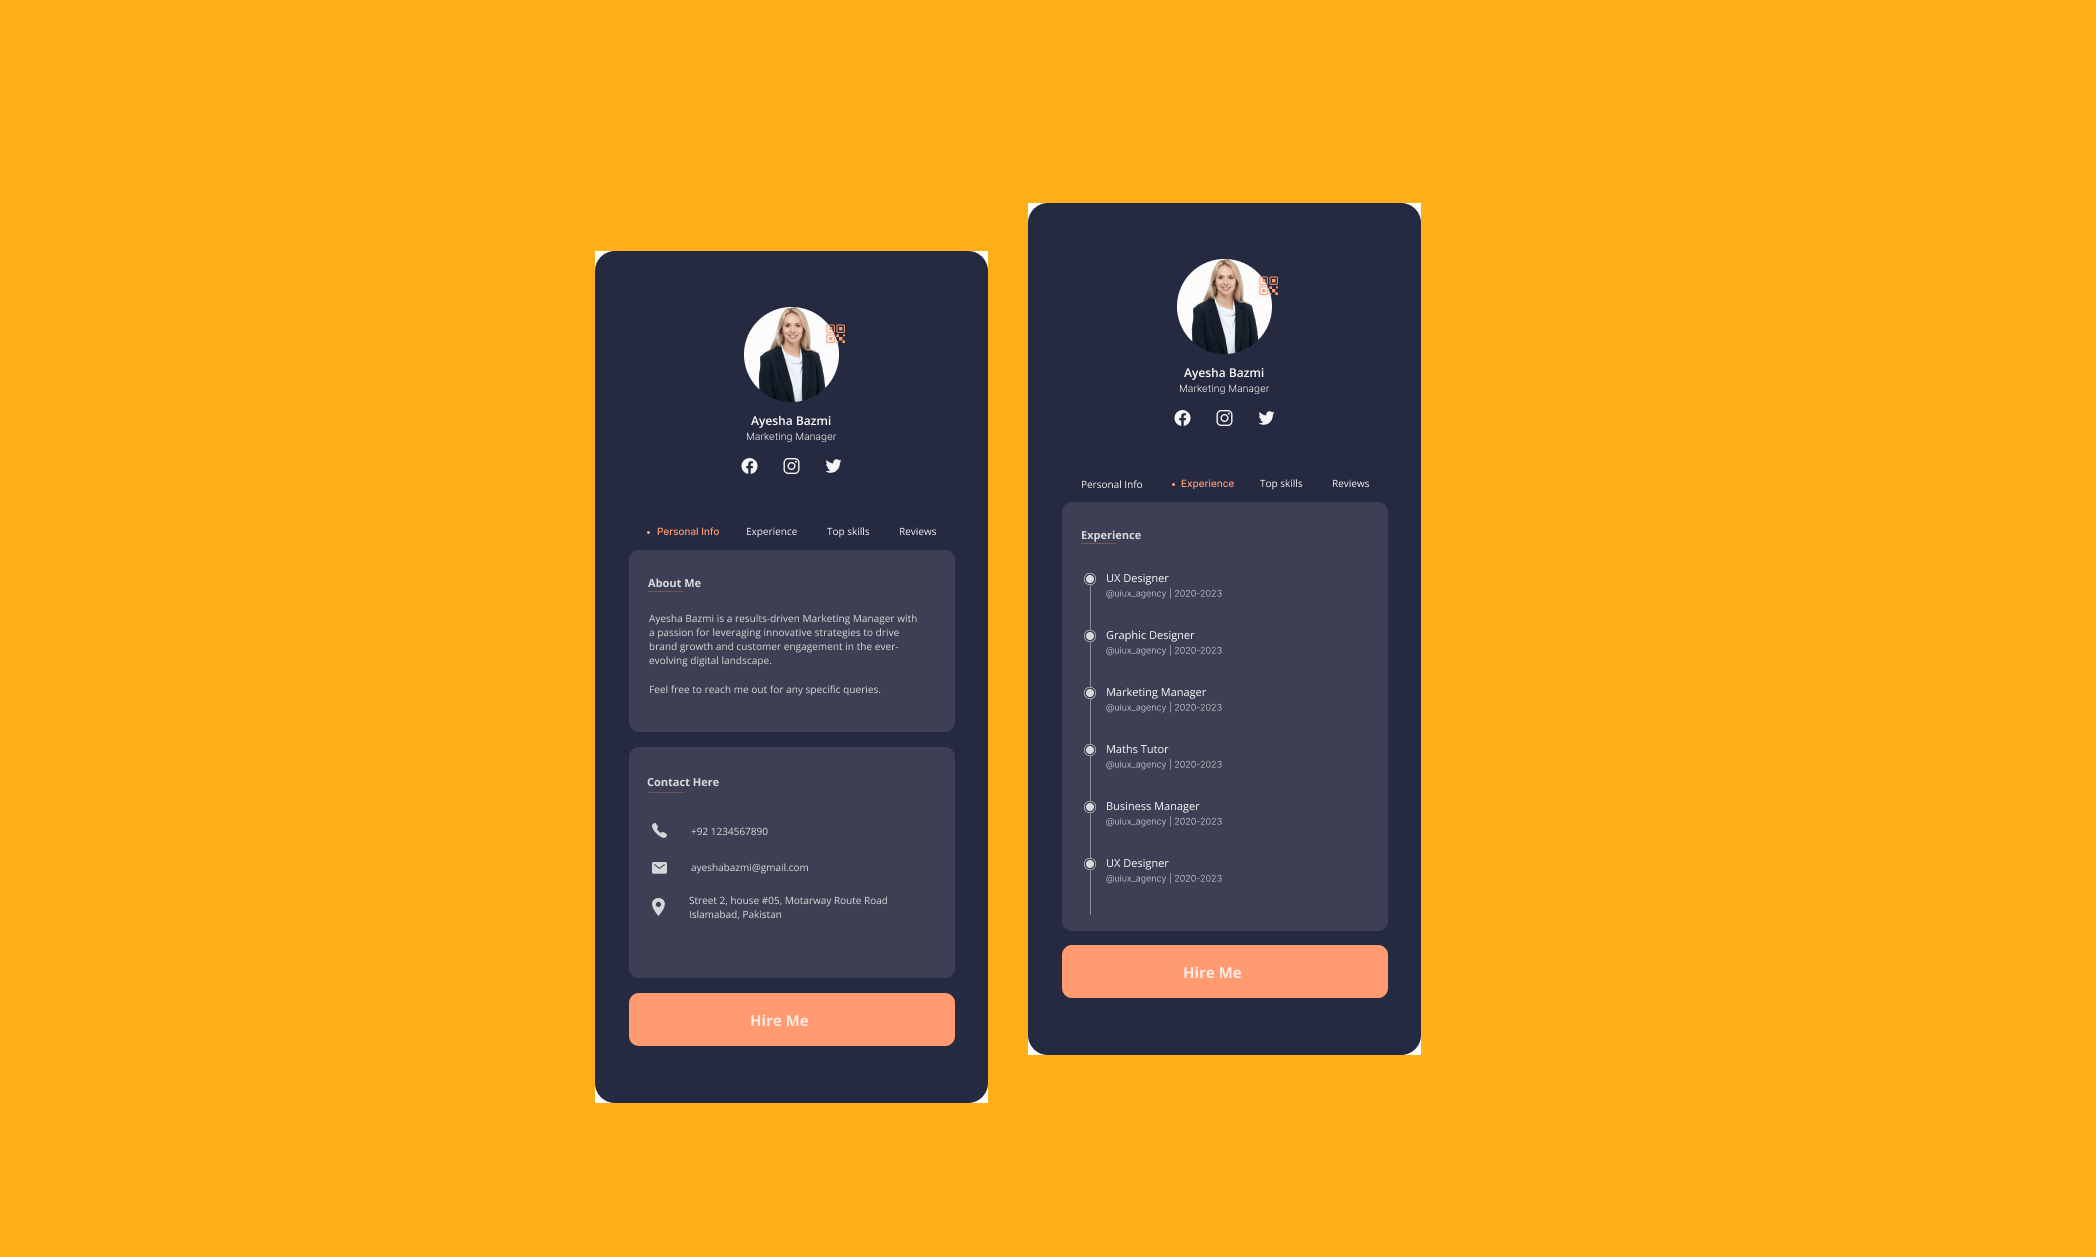 Ayesha Bazmi
Marketing Manager
Personal Info
Experience
Top skills
Reviews
About Me
Ayesha Bazmi is a results-driven Marketing Manager with
a passion for leveraging innovative strategies to drive
brand growth and customer engagement in the ever-
evolving digital landscape.
Feel free to reach me out for any specific queries.
Contact Here
+92 1234567890
ayeshabazmi@gmail.com
Street 2, house #05, Motarway Route Road
Islamabad, Pakistan
Hire Me
Ayesha Bazmi
Marketing Manager
Personal Info
Experience
Top skills
Reviews
Experience
UX Designer
@uiux_agency | 2020-2023
Graphic Designer
@uiux_agency | 2020-2023
Marketing Manager
@uiux_agency | 2020-2023
Maths Tutor
@uiux_agency | 2020-2023
Business Manager
@uiux_agency | 2020-2023
UX Designer
@uiux_agency | 2020-2023
Hire Me